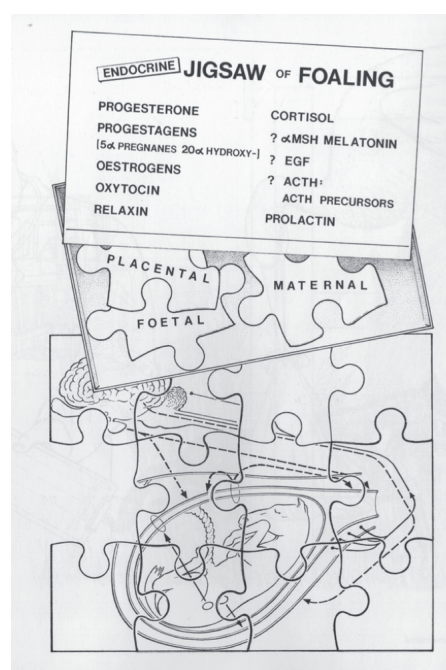 ENDOCRINE JIGSAW OF FOALING
PROGESTERONE
PROGESTAGENS
[5α PREGNANES 20α HYDROXY-]
OESTROGENS
OXYTOCIN
RELAXIN
CORTISOL
? αMSH MELATONIN
? EGF
? ACTH:
ACTH PRECURSORS
PROLACTIN
PLACENTAL
MATERNAL
FOETAL